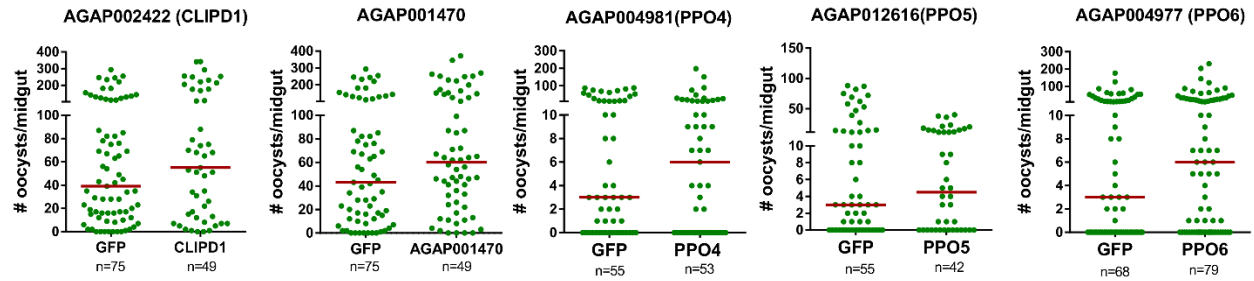 AGAP002422 (CLIPD1)
# oocysts/midgut
400
300
200
100
100
80
60
40
20
0
GFP CLIPD1
n=75 n=49
AGAP001470
# oocysts/midgut
400
300
200
100
100
80
60
40
20
0
GFP AGAP001470
n=75 n=49
AGAP004981(PPO4)
# oocysts/midgut
300
200
100
10
8
6
4
2
0
GFP PPO4
n=55 n=53
AGAP012616(PPO5)
# oocysts/midgut
150
100
50
10
8
6
4
2
0
GFP PPO5
n=55 n=42
AGAP004977 (PPO6)
# oocysts/midgut
300
200
100
10
8
6
4
2
0
GFP PPO6
n=68 n=79